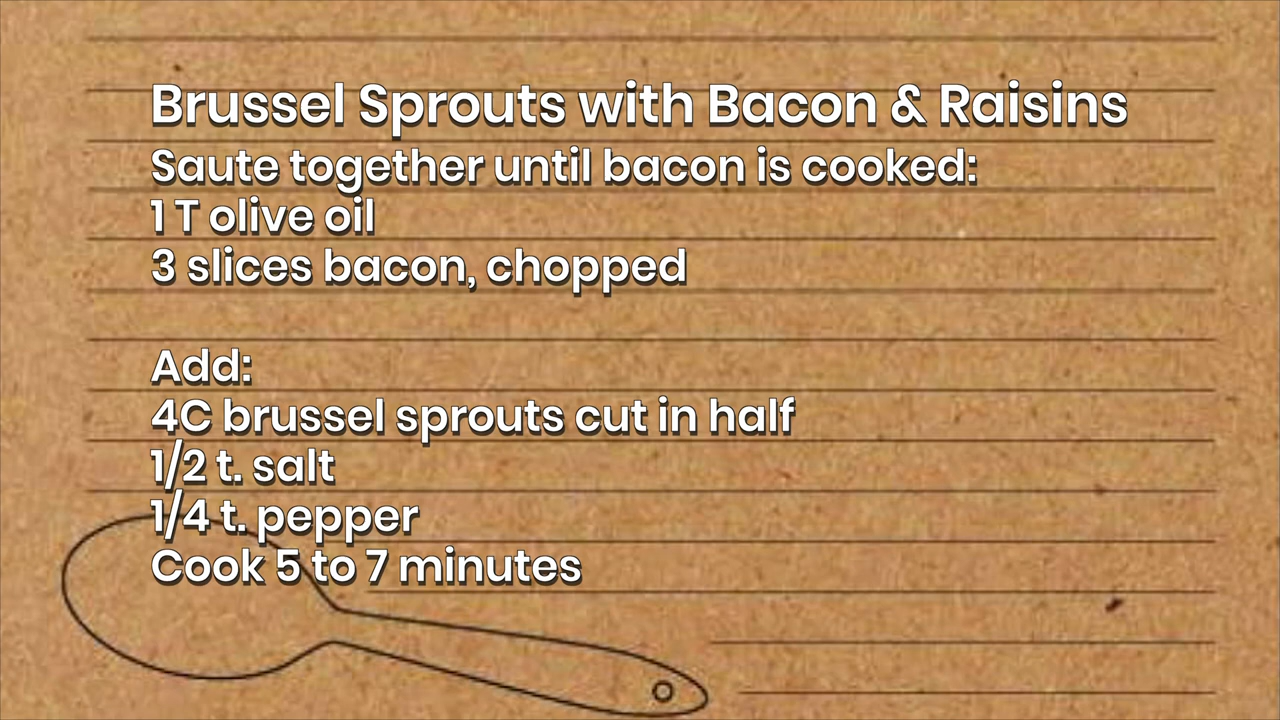 Brussel Sprouts with Bacon & Raisins
Saute together until bacon is cooked:
1 T olive oil
3 slices bacon, chopped
Add:
4C brussel sprouts cut in half
1/2 t. salt
1/4 t. pepper
Cook 5 to 7 minutes